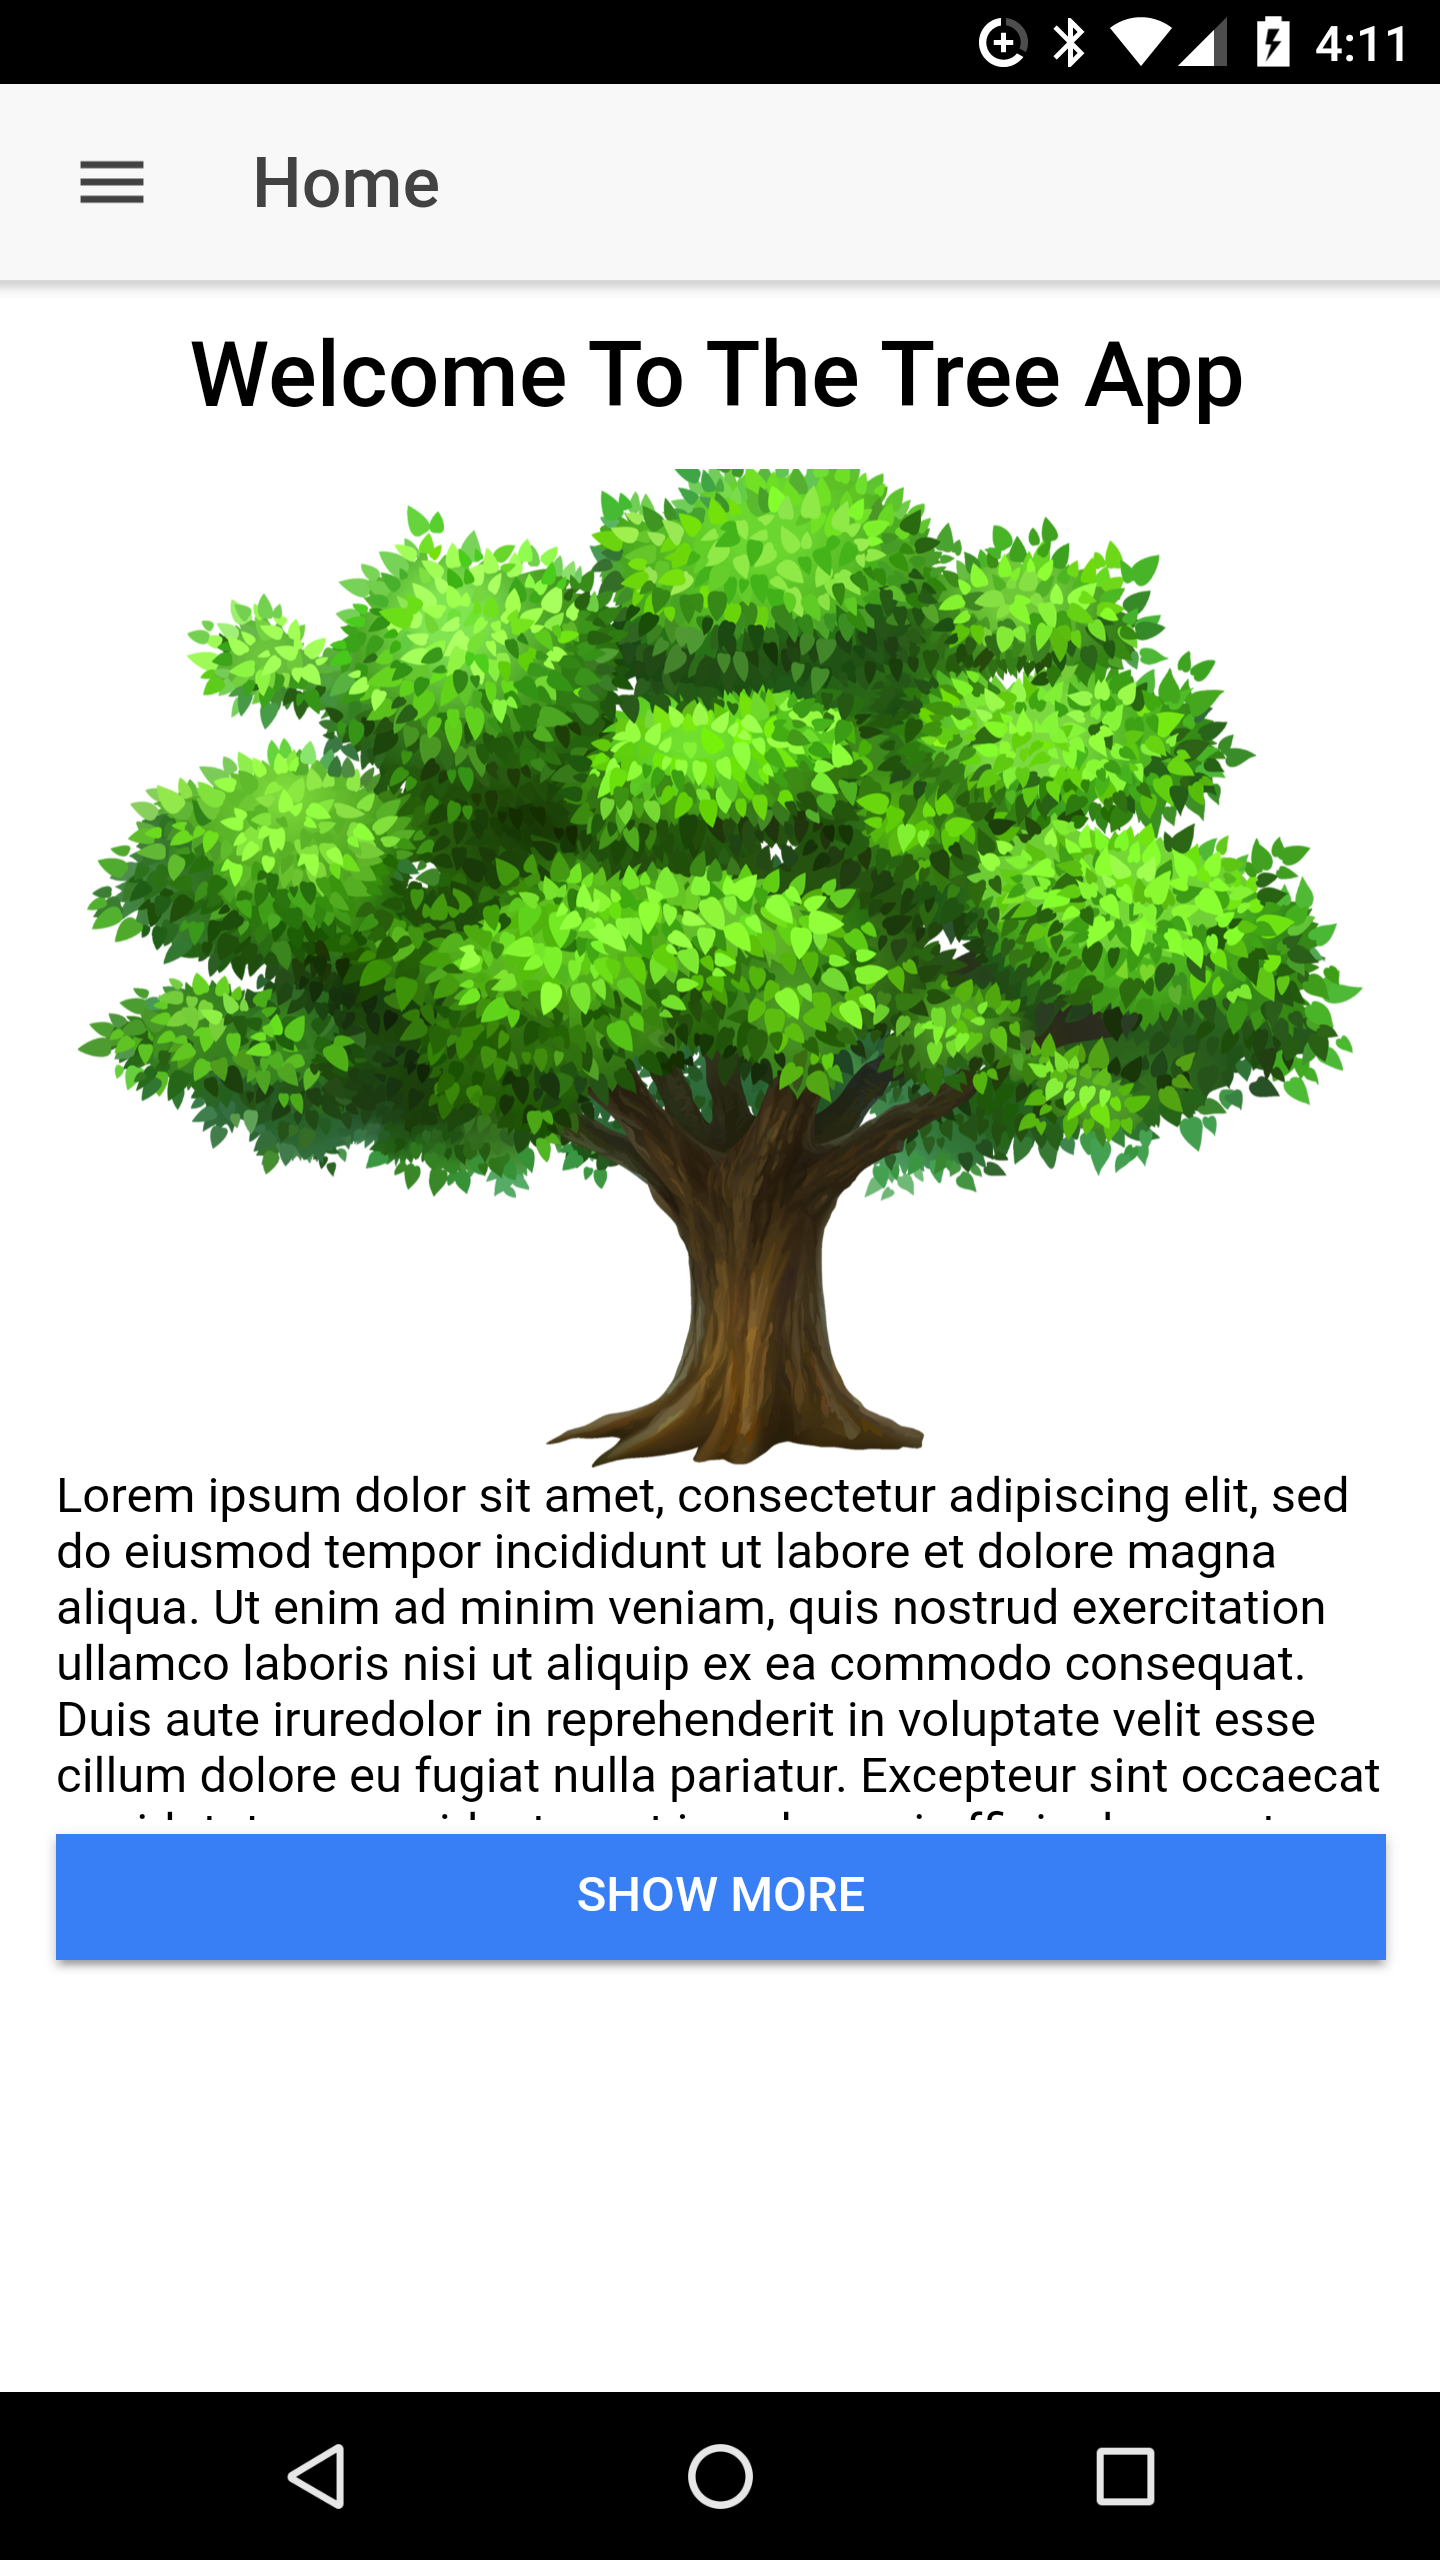 4:11
Home
Welcome To The Tree App
Lorem ipsum dolor sit amet, consectetur adipiscing elit, sed
do eiusmod tempor incididunt ut labore et dolore magna
aliqua. Ut enim ad minim veniam, quis nostrud exercitation
ullamco laboris nisi ut aliquip ex ea commodo consequat.
Duis aute iruredolor in reprehenderit in voluptate velit esse
cillum dolore eu fugiat nulla pariatur. Excepteur sint occaecat
SHOW MORE